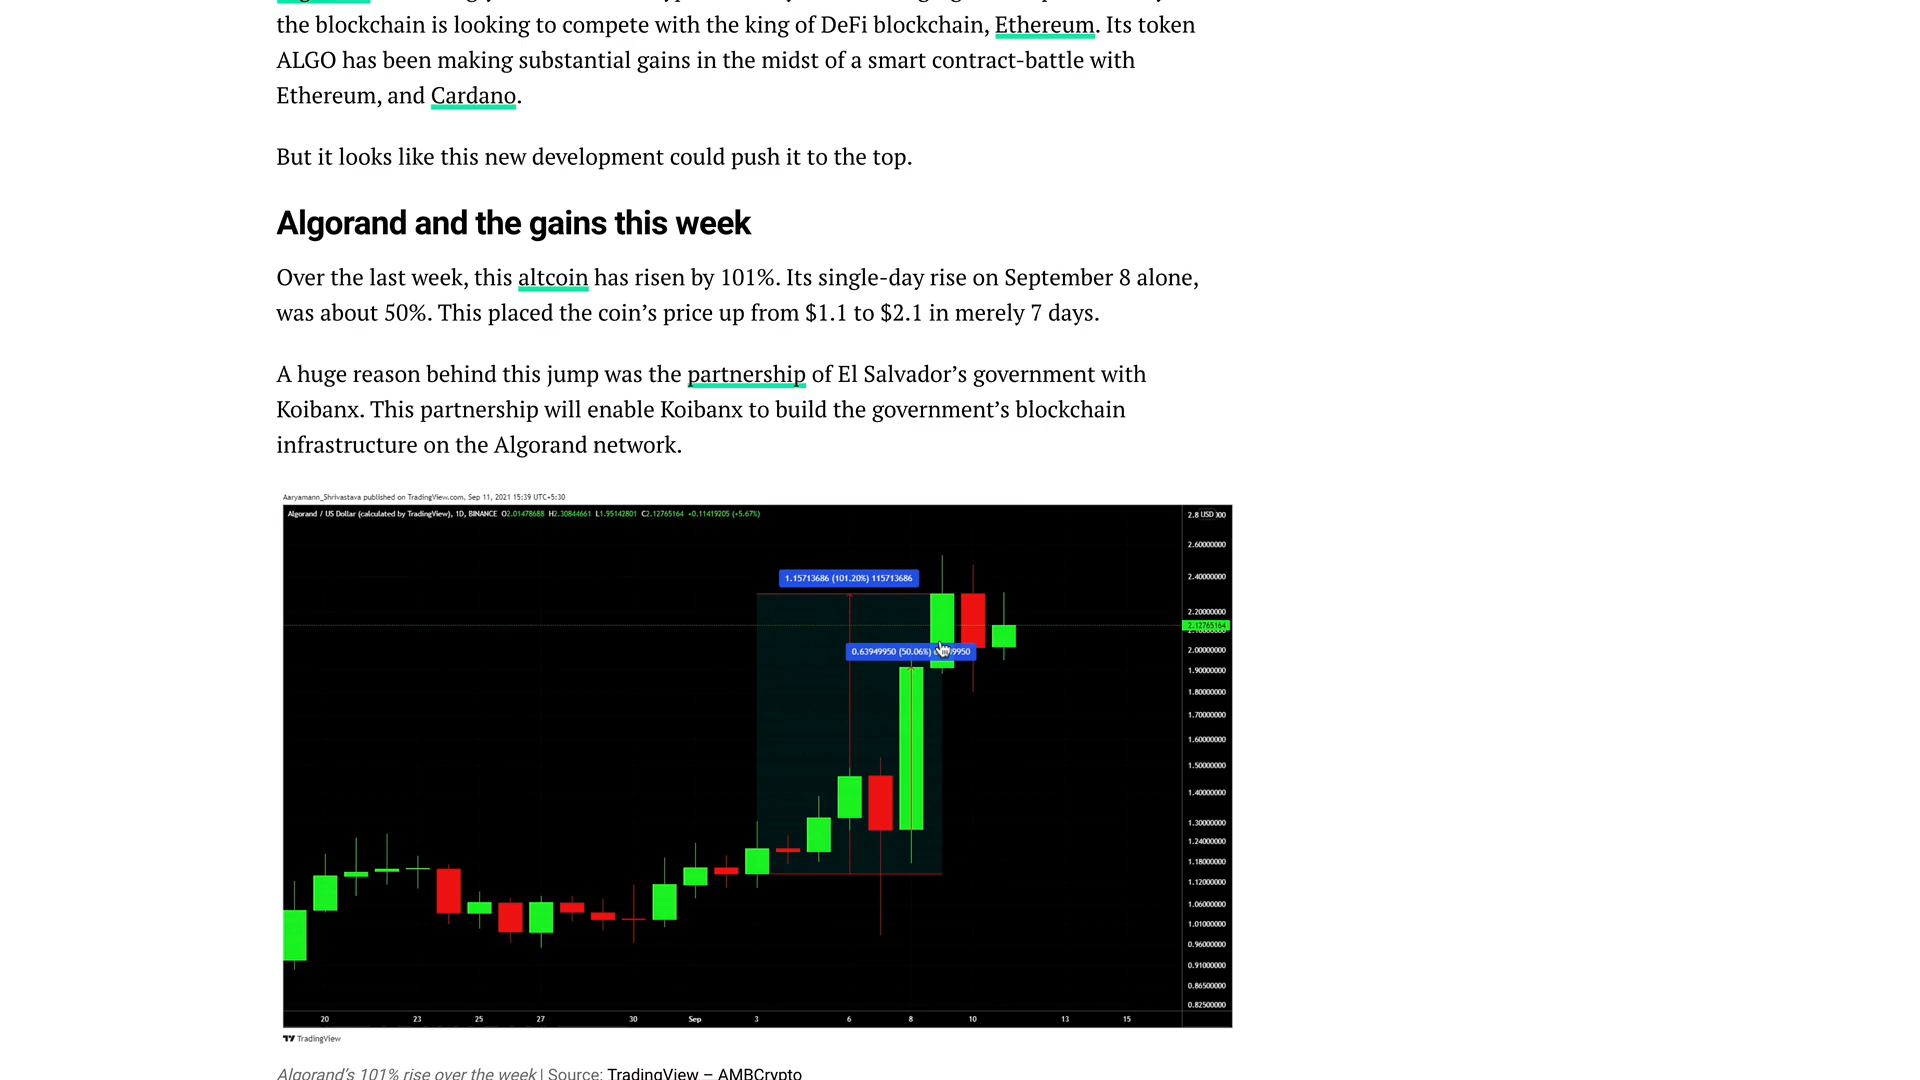 the blockchain is looking to compete with the king of DeFi blockchain, Ethereum. Its token
ALGO has been making substantial gains in the midst of a smart contract-battle with
Ethereum, and Cardano.
But it looks like this new development could push it to the top.
Algorand and the gains this week
Over the last week, this altcoin has risen by 101%. Its single-day rise on September 8 alone,
was about 50%. This placed the coin’s price up from $1.1 to $2.1 in merely 7 days.
A huge reason behind this jump was the partnership of El Salvador’s government with
Koibanx. This partnership will enable Koibanx to build the government’s blockchain
infrastructure on the Algorand network.
Aaryamann_Shrivastava published on TradingView.com, Sep 11, 2021 15:39 UTC+5:30
Algorand / US Dollar (calculated by TradingView), 1D, BINANCE O2.01478688 H2.30844661 L1.95142801 C2.12765164 +0.11419205 (+5.67%)
USD
2.60000000
1.15713686 (101.20%) 115713686
2.40000000
2.20000000
2.12765164
0.63949950 (50.06%)
2.00000000
1.90000000
1.80000000
1.70000000
1.60000000
1.50000000
1.40000000
1.30000000
1.24000000
1.18000000
1.12000000
1.06000000
1.01000000
0.96000000
0.91000000
0.86500000
0.82500000
20 23 25 27 30 Sep 3 6 8 10 13 15
TradingView
Algorand’s 101% rise over the week | Source: TradingView – AMBCrypto